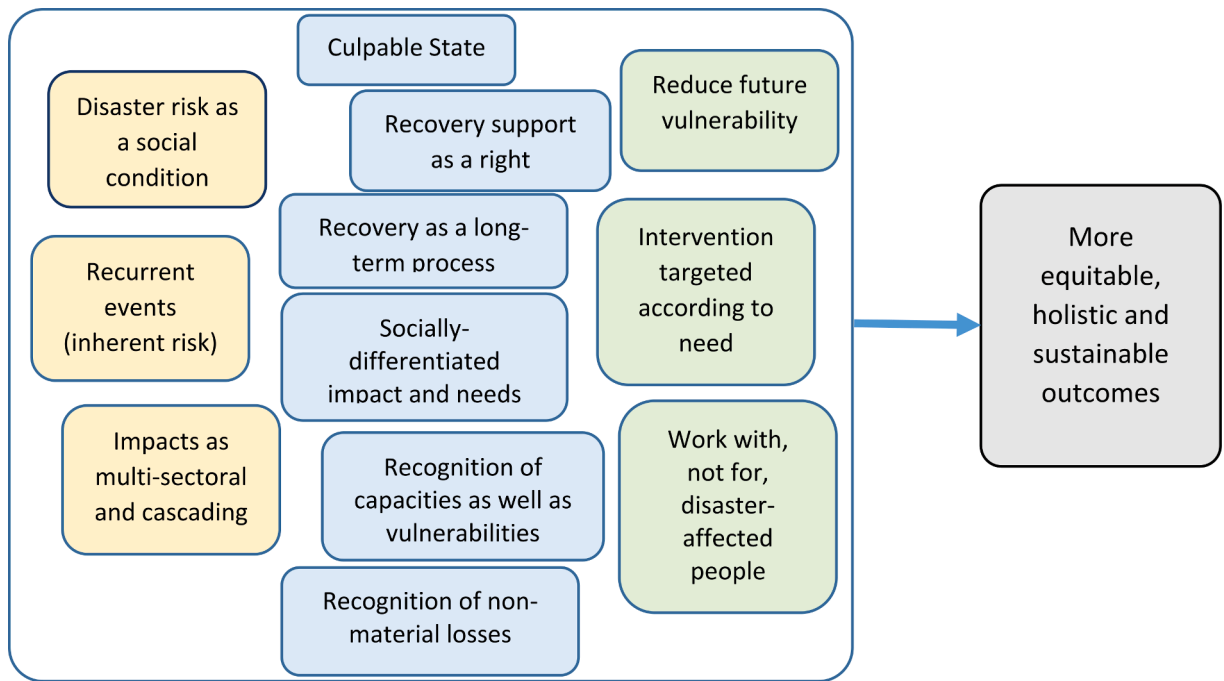 Culpable State
Disaster risk as
a social
condition
Recurrent
events
(inherent risk)
Impacts as
multi-sectoral
and cascading
Recovery support
as a right
Recovery as a long-
term process
Socially-
differentiated
impact and needs
Recognition of
capacities as well as
vulnerabilities
Recognition of non-
material losses
Reduce future
vulnerability
Intervention
targeted
according to
need
Work with,
not for,
disaster-
affected
people
More
equitable,
holistic and
sustainable
outcomes